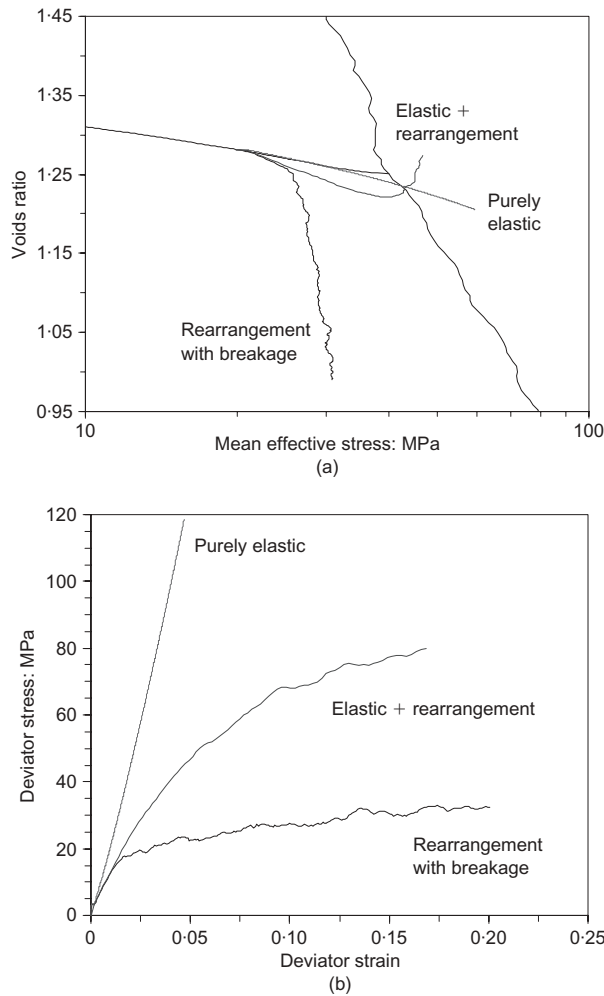 1·45
1·35
1·25
1·15
1·05
0·95
Voids ratio
Elastic +
rearrangement
Purely
elastic
Rearrangement
with breakage
10
100
Mean effective stress: MPa
(a)
120
100
80
60
40
20
0
Deviator stress: MPa
Purely elastic
Elastic + rearrangement
Rearrangement
with breakage
0
0·05
0·10
0·15
0·20
0·25
Deviator strain
(b)